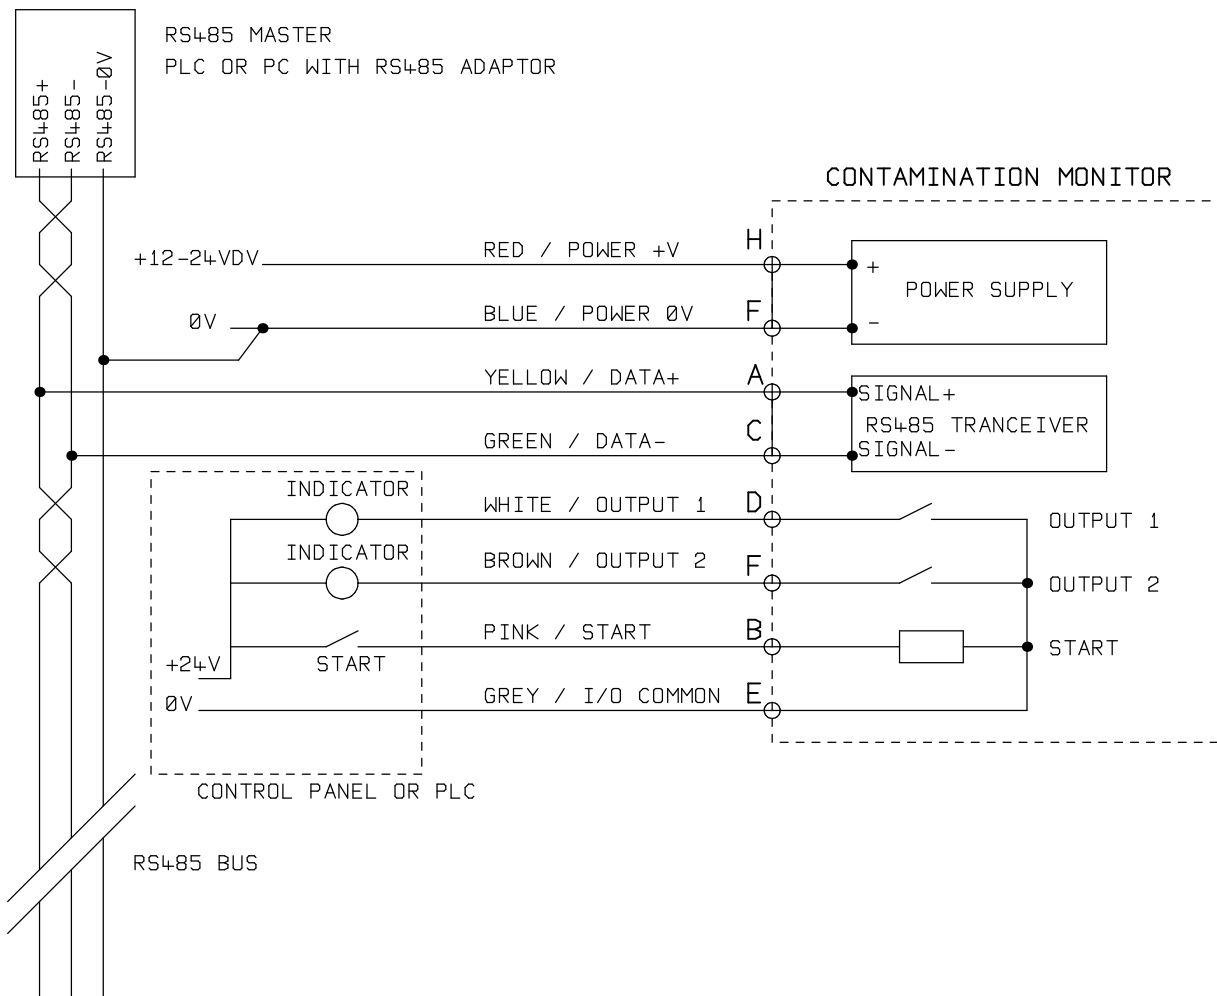 RS485 MASTER
PLC OR PC WITH RS485 ADAPTOR
RS485+
RS485-
RS485-0V
CONTAMINATION MONITOR
+12-24VDV
RED / POWER +V
H
+
POWER SUPPLY
0V
BLUE / POWER 0V
F
-
YELLOW / DATA+
A
SIGNAL+
RS485 TRANCEIVER
GREEN / DATA-
C
SIGNAL-
INDICATOR
WHITE / OUTPUT 1
D
OUTPUT 1
INDICATOR
BROWN / OUTPUT 2
F
OUTPUT 2
START
PINK / START
B
START
+24V
0V
GREY / I/O COMMON
E
CONTROL PANEL OR PLC
RS485 BUS